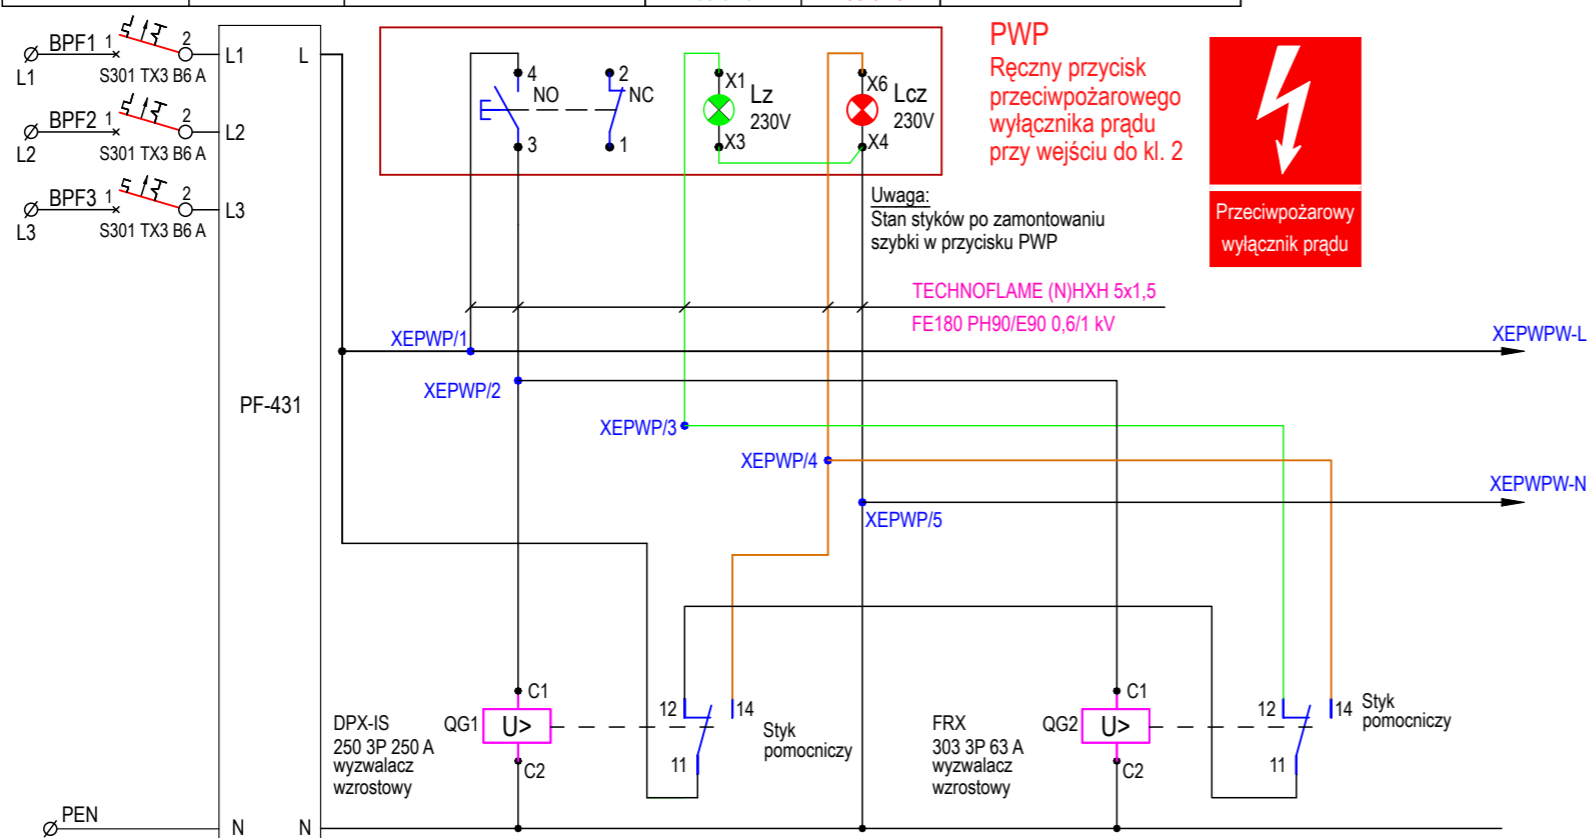 BPF1 1 2
L1
S301 TX3 B6 A
BPF2 1 2
L2
S301 TX3 B6 A
BPF3 1 2
L3
S301 TX3 B6 A
L1
L
L2
L3
PF-431
4
NO
3
2
NC
1
X1
Lz
230V
X3
X6
Lcz
230V
X4
PWP
Ręczny przycisk
przeciwpożarowego
wyłącznika prądu
przy wejściu do kl. 2
Przeciwpożarowy
wyłącznik prądu
Uwaga:
Stan styków po zamontowaniu
szybki w przycisku PWP
TECHNOFLAME (N)HXH 5x1,5
FE180 PH90/E90 0,6/1 kV
XEPWP/1
XEPWPW-L
XEPWP/2
XEPWP/3
XEPWP/4
XEPWPW-N
XEPWP/5
DPX-IS
250 3P 250 A
wyzwalacz
wzrostowy
QG1
C1
U>
C2
12
14
11
Styk
pomocniczy
FRX
303 3P 63 A
wyzwalacz
wzrostowy
QG2
C1
U>
C2
12
14
11
Styk
pomocniczy
PEN
N
N